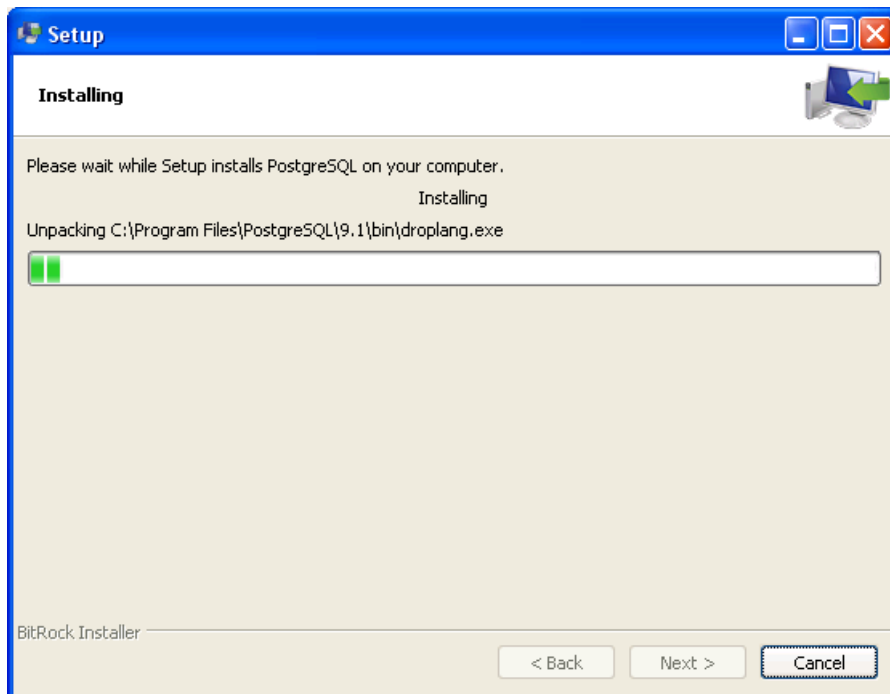 Setup
Installing
Please wait while Setup installs PostgreSQL on your computer.
Installing
Unpacking C:\Program Files\PostgreSQL\9.1\bin\droplang.exe
BitRock Installer
< Back
Next >
Cancel